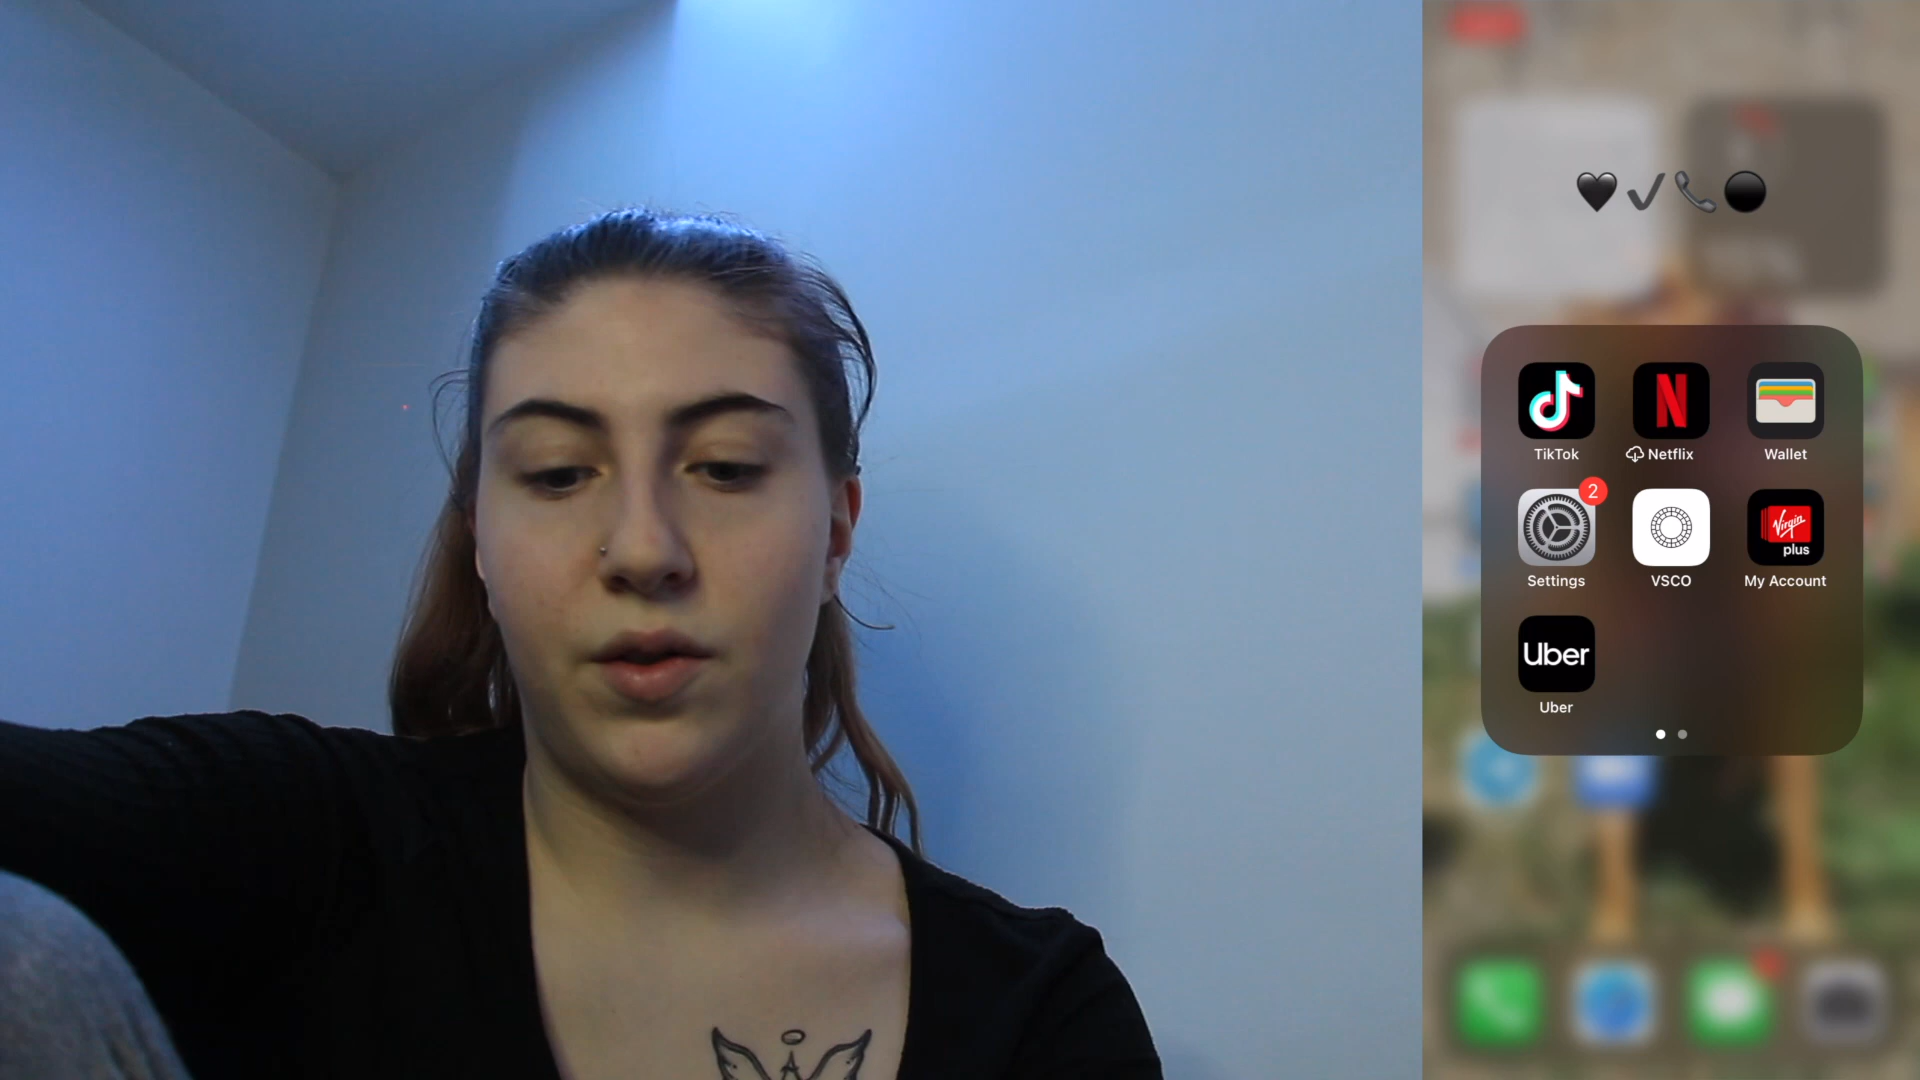 TikTok Netflix Wallet
2
Virgin
plus
Settings VSCO My Account
Uber
Uber
A